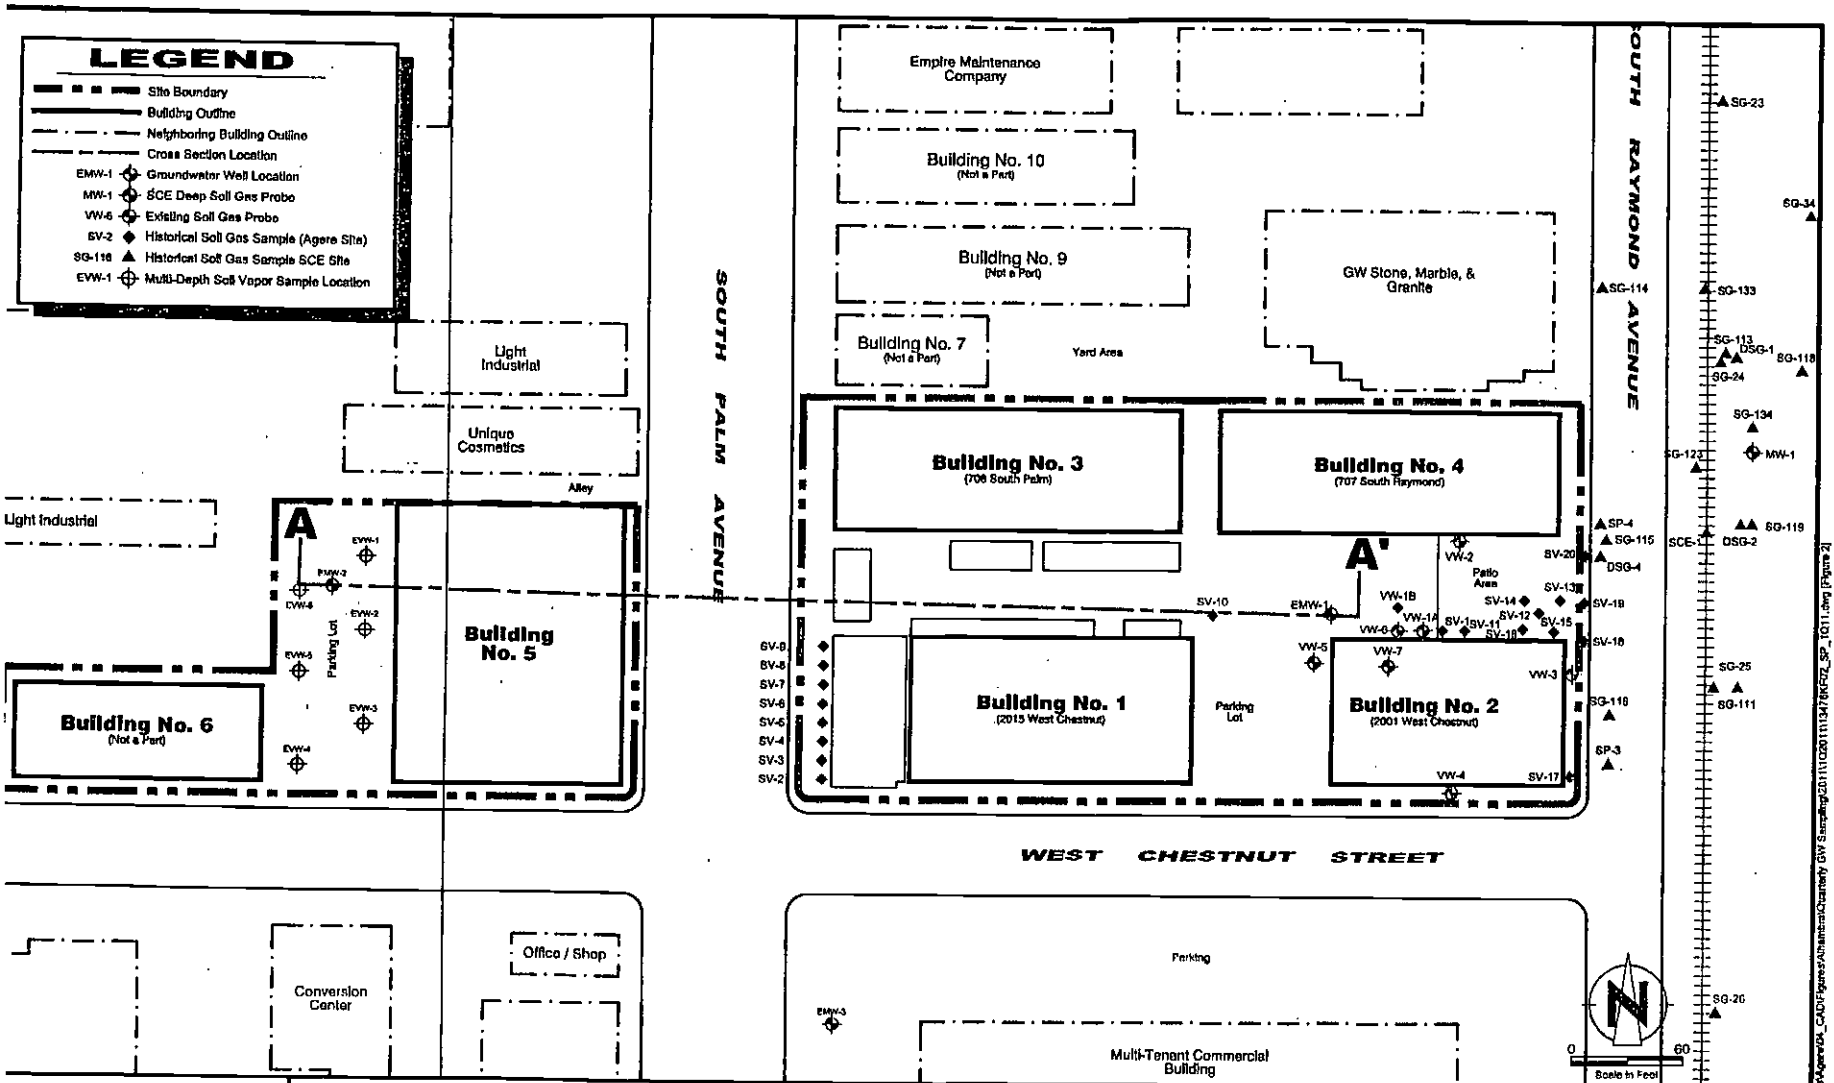 LEGEND
Site Boundary
Building Outline
Neighboring Building Outline
Cross Section Location
EMW-1 Groundwater Well Location
MW-1 SCE Deep Soil Gas Probe
VW-6 Existing Soil Gas Probe
SV-2 Historical Soil Gas Sample (Agere Site)
SG-116 Historical Soil Gas Sample SCE Site
EVW-1 Multi-Depth Soil Vapor Sample Location
Empire Maintenance
Company
Building No. 10
(Not a Part)
Building No. 9
(Not a Part)
Building No. 7
(Not a Part)
Yard Area
GW Stone, Marble, &
Granite
SOUTH RAYMOND AVENUE
SOUTH PALM AVENUE
SG-23
SG-34
SG-114
SG-133
SG-113
DSG-1
SG-118
SG-24
SG-134
SG-123
MW-1
SP-4
SG-119
SG-115
SCE-1
DSG-2
DSG-4
Light
Industrial
Unique
Cosmetics
Alley
Light Industrial
A
EVW-1
EMW-2
EVW-6
EVW-2
Parking Lot
EVW-5
EVW-3
EVW-4
Building
No. 5
Building No. 6
(Not a Part)
Building No. 3
(706 South Palm)
Building No. 4
(707 South Raymond)
A'
VW-2
Patio
Area
SV-20
SV-10
EMW-1
VW-1B
SV-14
SV-13
SV-19
VW-6
VW-1A
SV-1
SV-11
SV-12
SV-15
SV-16
SV-18
VW-5
VW-7
VW-3
SV-9
SV-8
SV-7
SV-6
SV-5
SV-4
SV-3
SV-2
Building No. 1
(2015 West Chestnut)
Parking
Lot
Building No. 2
(2001 West Chestnut)
VW-4
SV-17
SG-25
SG-111
SG-116
SP-3
WEST CHESTNUT STREET
Office / Shop
Conversion
Center
EMW-3
Parking
Multi-Tenant Commercial
Building
SG-26
N
0 60
Scale in Feet